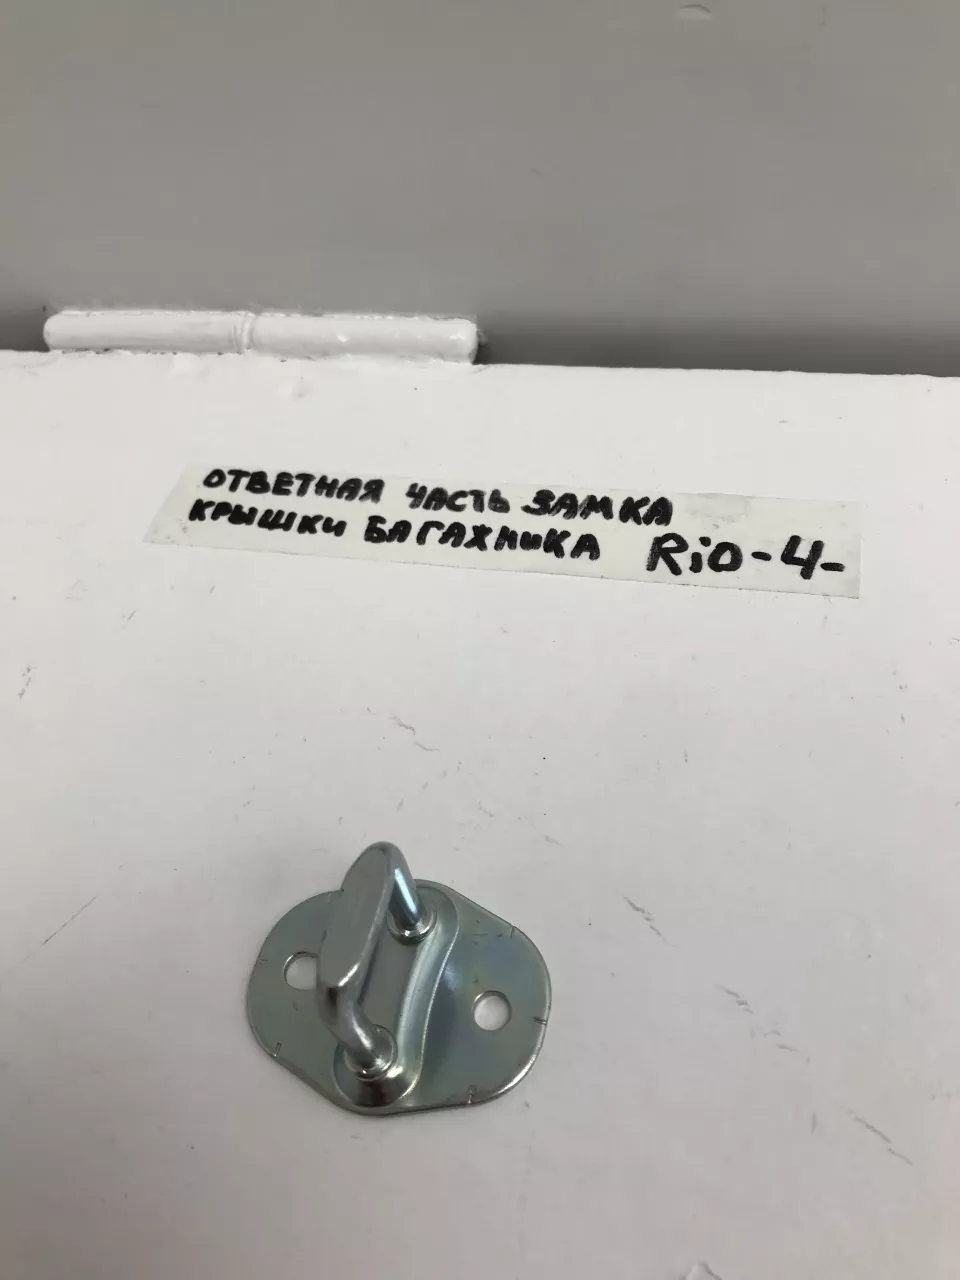 ОТВЕТНАЯ ЧАСТЬ ЗАМКА
КРЫШКИ БАГАЖНИКА Rio-4-